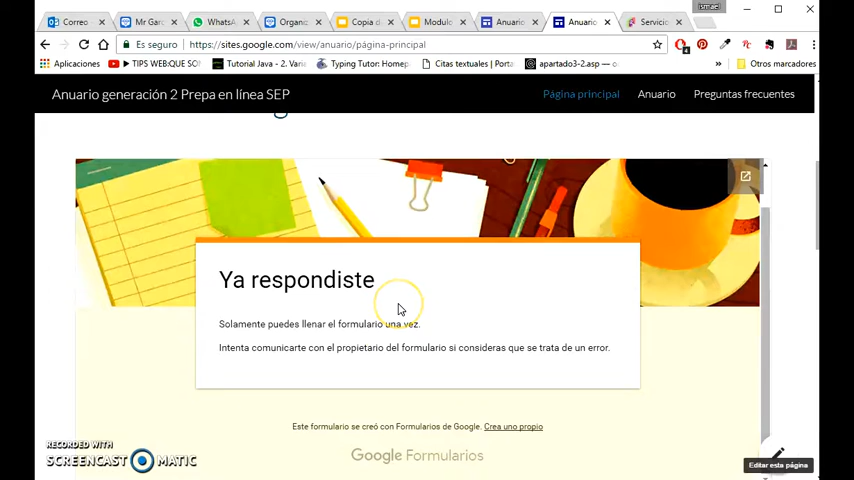 Ismael
Correo
Mr Garc
WhatsA
Organic
Copia d
Modulo
Anuario
Anuario
Servicio
Es seguro
https://sites.google.com/view/anuario/página-principal
Aplicaciones
TIPS WEB:QUE SO
Tutorial Java - 2. Varia
Typing Tutor: Homep
Citas textuales | Porta
apartado3-2.asp — c
»
Otros marcadores
Anuario generación 2 Prepa en línea SEP
Página principal
Anuario
Preguntas frecuentes
Ya respondiste
Solamente puedes llenar el formulario una vez.
Intenta comunicarte con el propietario del formulario si consideras que se trata de un error.
Este formulario se creó con Formularios de Google. Crea uno propio
Google Formularios
RECORDED WITH
SCREENCAST MATIC
Editar esta página